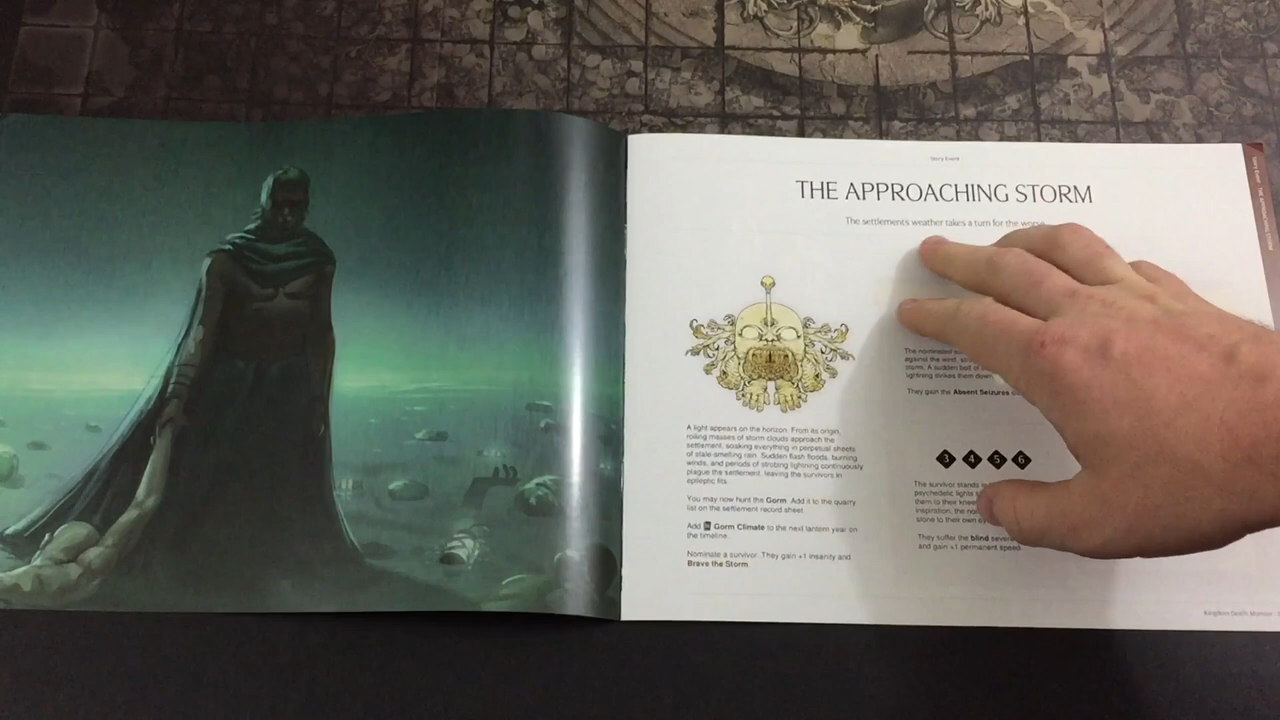 Story Event
THE APPROACHING STORM
The settlement's weather takes a turn for the worse
A light appears on the horizon. From its origin,
roiling masses of storm clouds approach the
settlement, soaking everything in perpetual sheets
of stale-smelling rain. Sudden flash floods, burning
winds, and periods of strobing lightning continuously
plague the settlement, leaving the survivors in
epileptic fits.
You may now hunt the Gorm. Add it to the quarry
list on the settlement record sheet.
Add Gorm Climate to the next lantern year on
the timeline.
Nominate a survivor. They gain +1 insanity and
Brave the Storm.
The nominated
against the wind,
storm. A sudden bolt of
lightning strikes them down
They gain the Absent Seizures
3 4 5 6
The survivor stands
psychedelic lights
them to their knees
inspiration, the
stone to their own
They suffer the blind severe
and gain +1 permanent speed.
Kingdom Death: Monster
Story Event - THE APPROACHING STORM